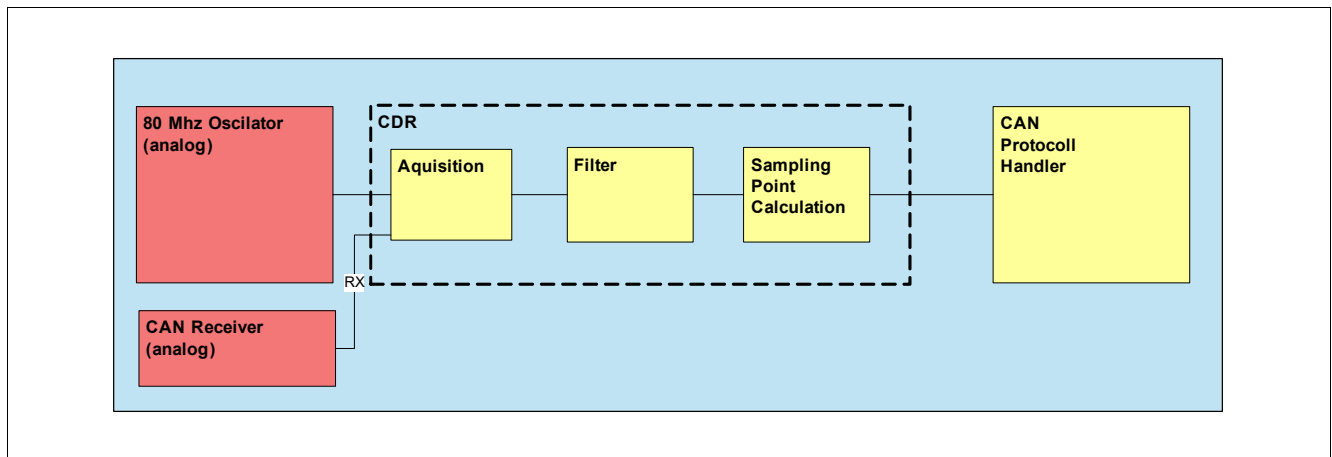 80 Mhz Oscilator
(analog)
CDR
Aquisition
Filter
Sampling
Point
Calculation
CAN
Protocoll
Handler
RX
CAN Receiver
(analog)